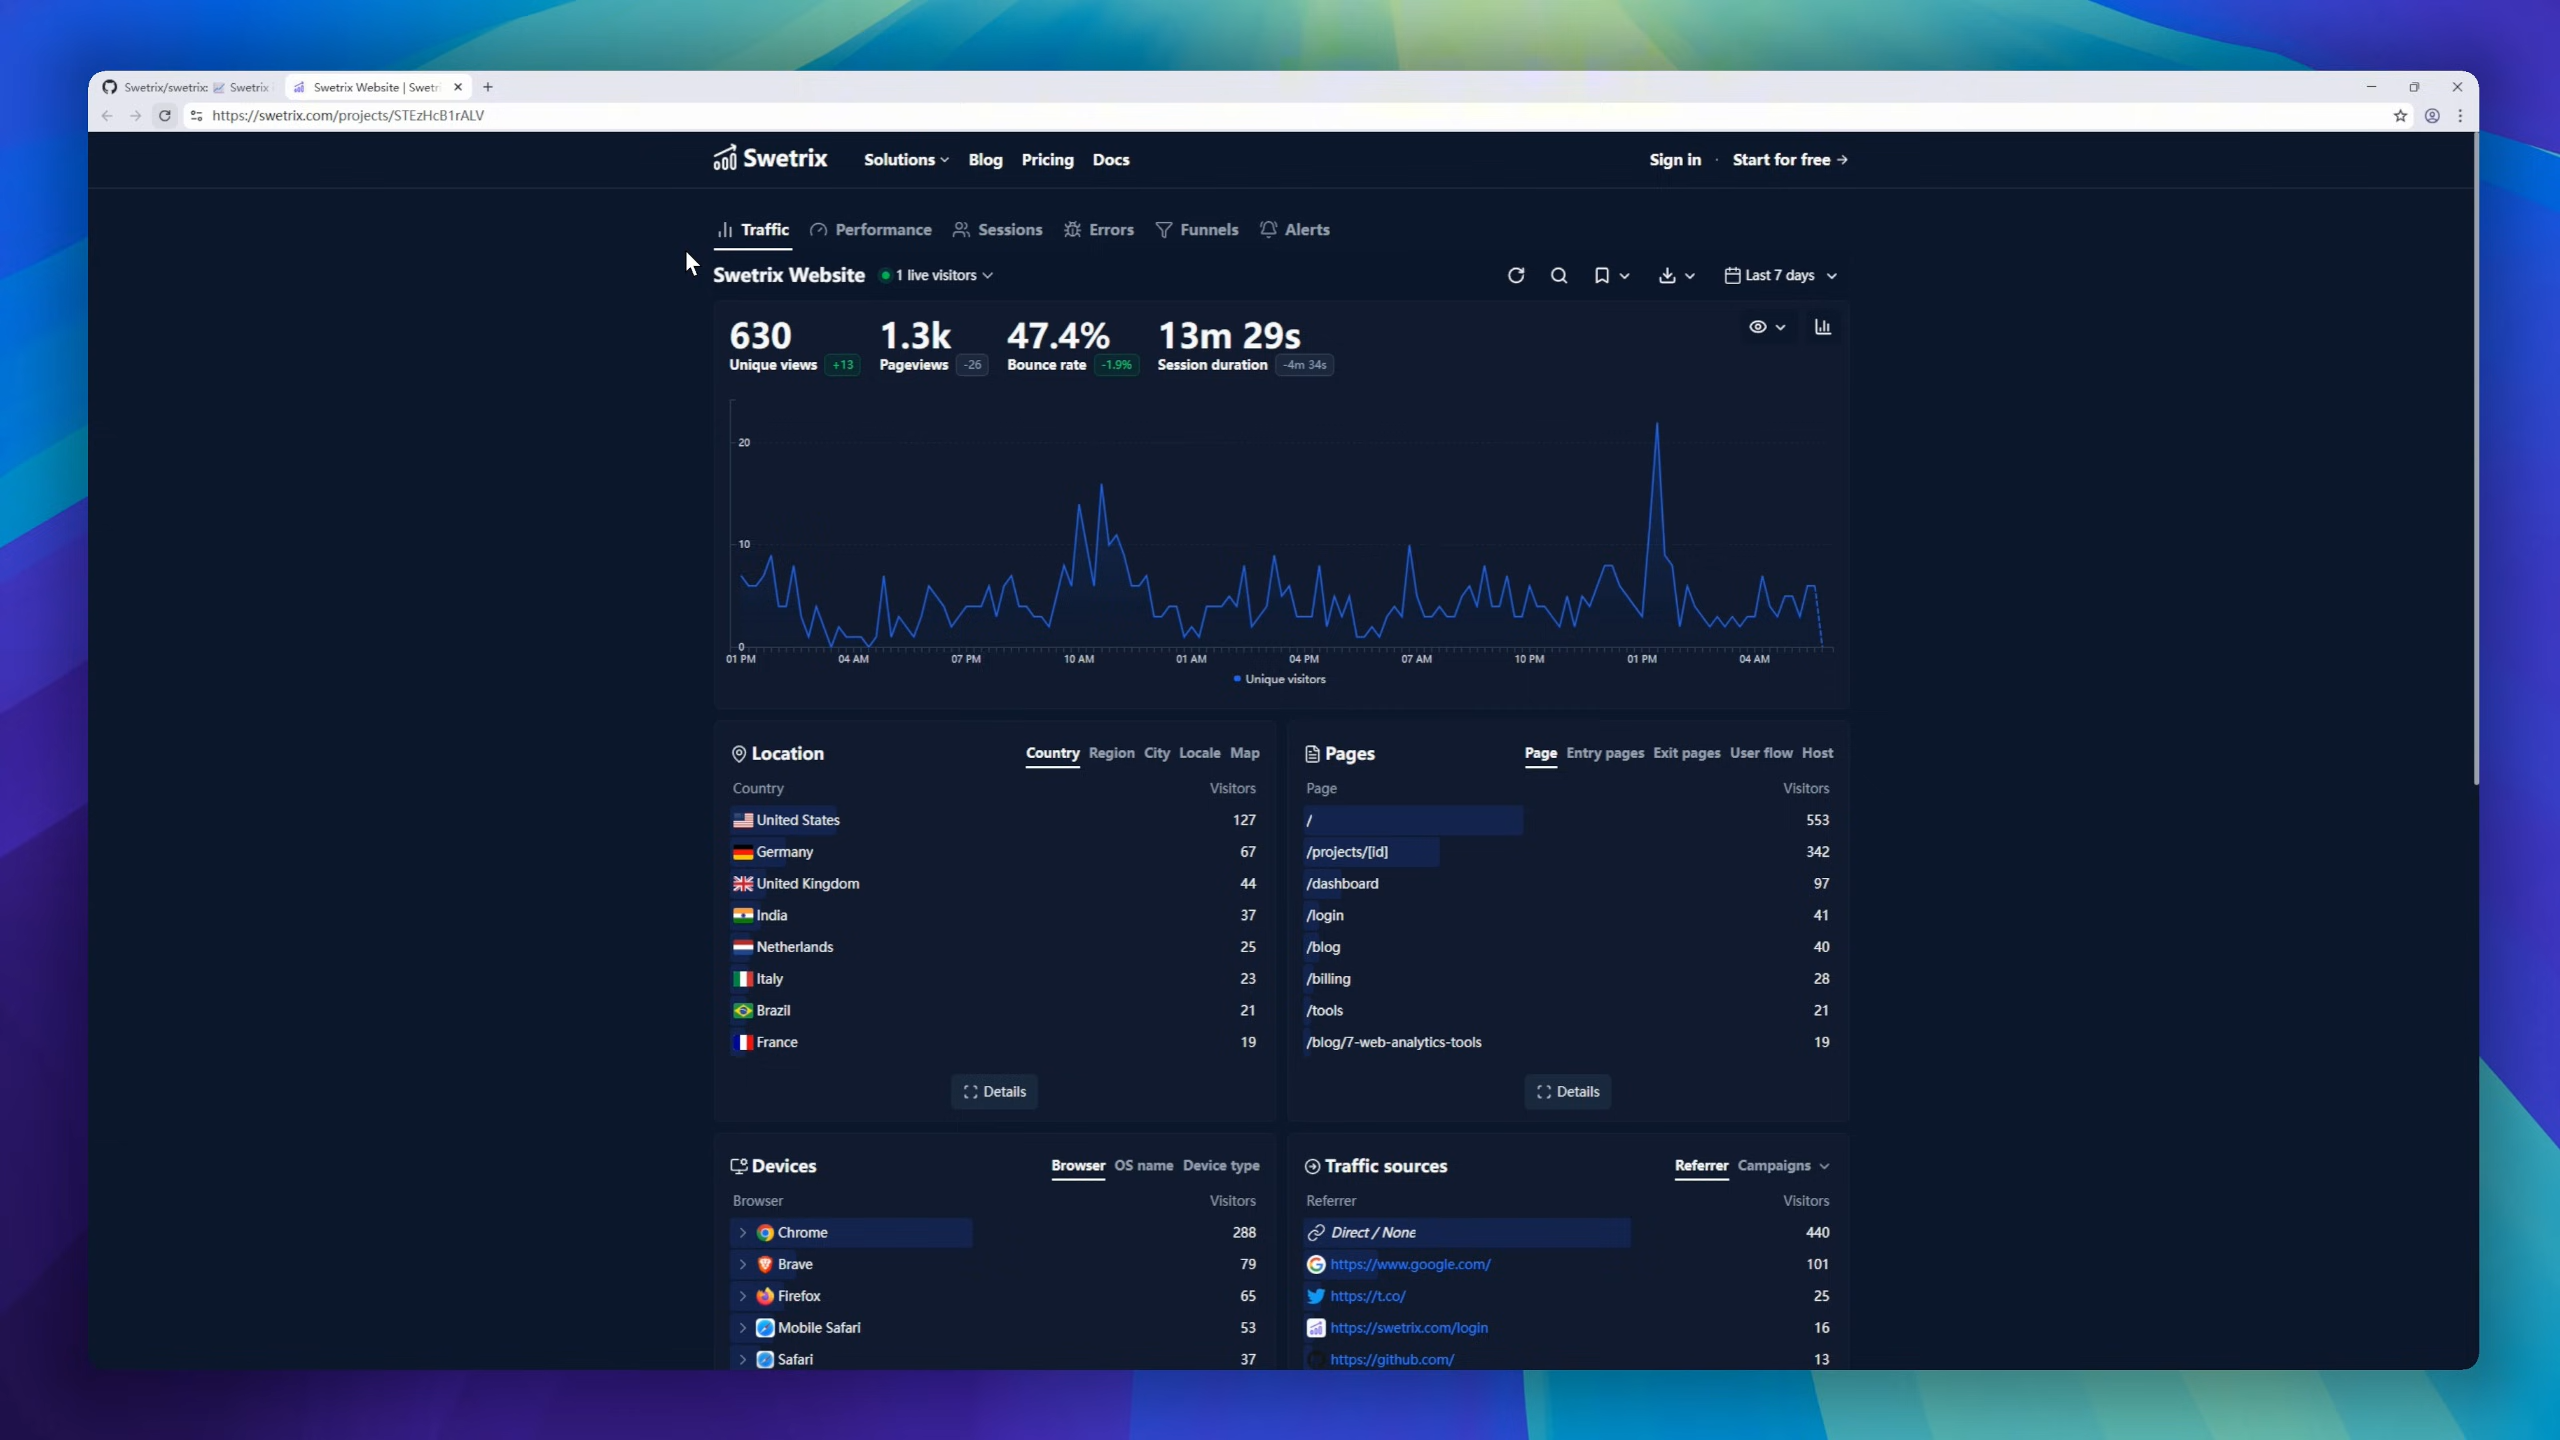 Swetrix/swetrix: 📈 Swetrix
Swetrix Website | Swetr
https://swetrix.com/projects/STEzHcB1rALV
Swetrix
Solutions Blog Pricing Docs
Sign in · Start for free →
Traffic Performance Sessions Errors Funnels Alerts
Swetrix Website 1 live visitors
Last 7 days
630 1.3k 47.4% 13m 29s
Unique views +13 Pageviews -26 Bounce rate -1.9% Session duration -4m 34s
20
10
0
01 PM 04 AM 07 PM 10 AM 01 AM 04 PM 07 AM 10 PM 01 PM 04 AM
Unique visitors
Location
Country Region City Locale Map
Country Visitors
United States 127
Germany 67
United Kingdom 44
India 37
Netherlands 25
Italy 23
Brazil 21
France 19
Details
Pages
Page Entry pages Exit pages User flow Host
Page Visitors
/ 553
/projects/[id] 342
/dashboard 97
/login 41
/blog 40
/billing 28
/tools 21
/blog/7-web-analytics-tools 19
Details
Devices
Browser OS name Device type
Browser Visitors
Chrome 288
Brave 79
Firefox 65
Mobile Safari 53
Safari 37
Traffic sources
Referrer Campaigns
Referrer Visitors
Direct / None 440
https://www.google.com/ 101
https://t.co/ 25
https://swetrix.com/login 16
https://github.com/ 13